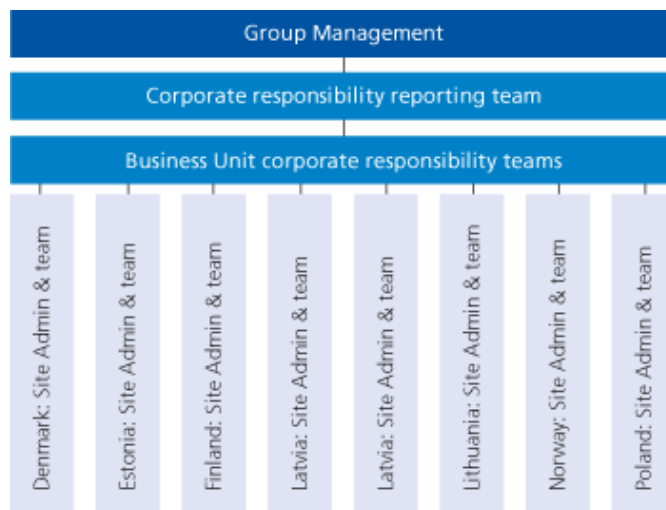 Group Management
Corporate responsibility reporting team
Business Unit corporate responsibility teams
Denmark: Site Admin & team
Estonia: Site Admin & team
Finland: Site Admin & team
Latvia: Site Admin & team
Latvia: Site Admin & team
Lithuania: Site Admin & team
Norway: Site Admin & team
Poland: Site Admin & team